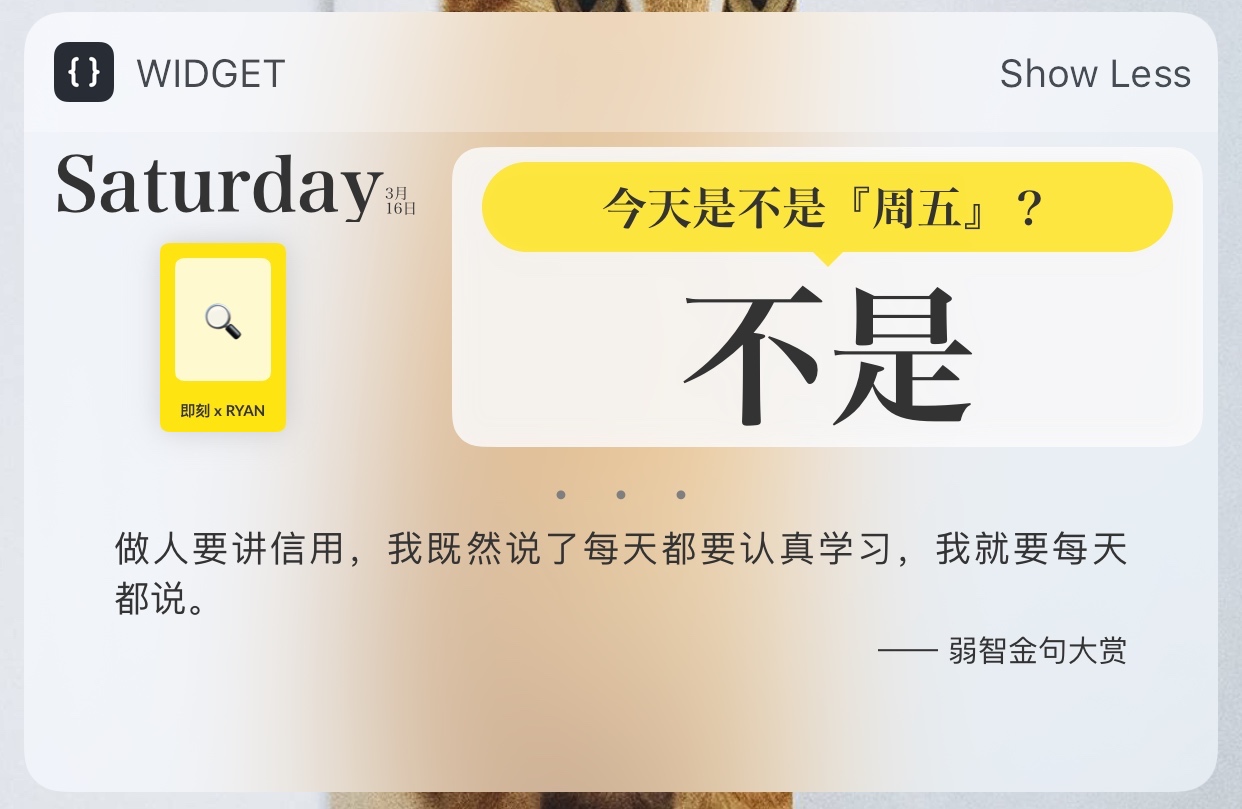 { } WIDGET
Show Less
Saturday
3月
16日
今天是不是『周五』？
不是
即刻 x RYAN
做人要讲信用，我既然说了每天都要认真学习，我就要每天
都说。
—— 弱智金句大赏